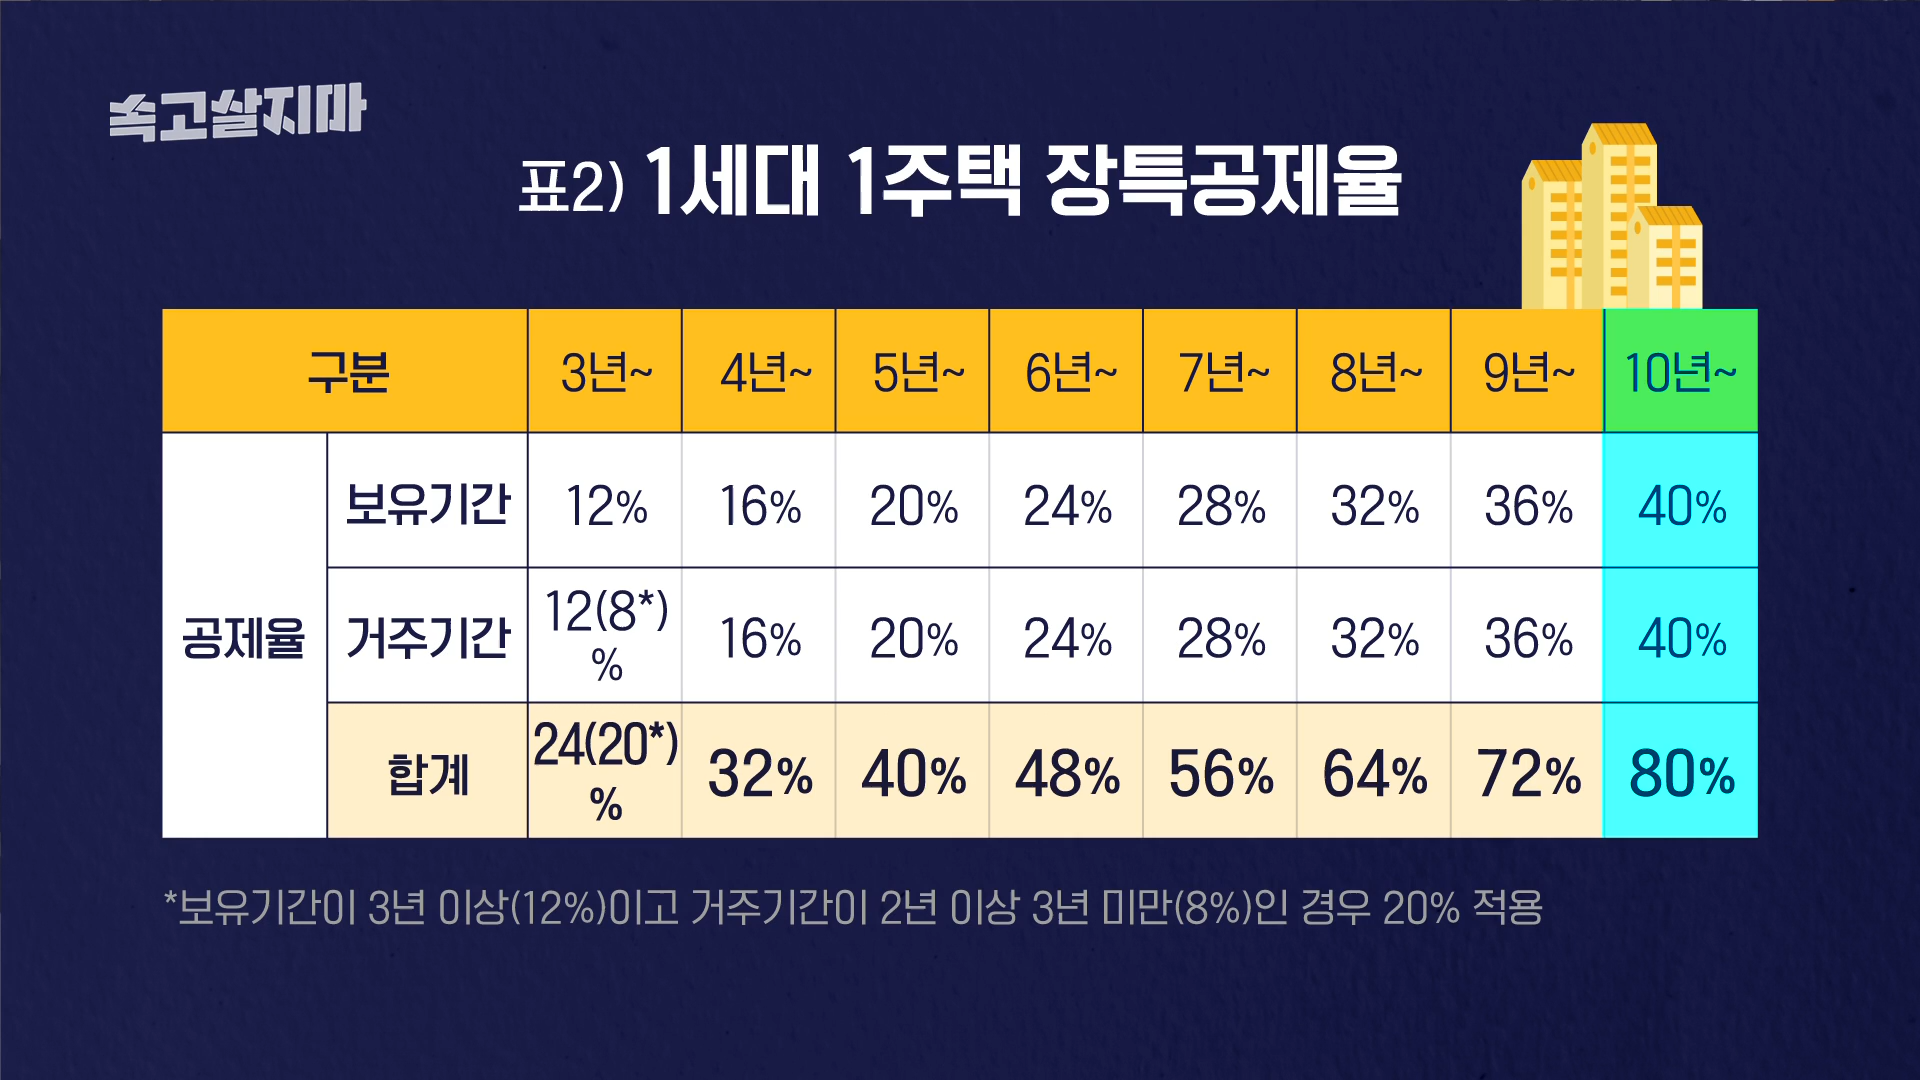 속고살지마
표2) 1세대 1주택 장특공제율
구분 3년~ 4년~ 5년~ 6년~ 7년~ 8년~ 9년~ 10년~
공제율
보유기간 12% 16% 20% 24% 28% 32% 36% 40%
거주기간 12(8*)% 16% 20% 24% 28% 32% 36% 40%
합계 24(20*)% 32% 40% 48% 56% 64% 72% 80%
*보유기간이 3년 이상(12%)이고 거주기간이 2년 이상 3년 미만(8%)인 경우 20% 적용